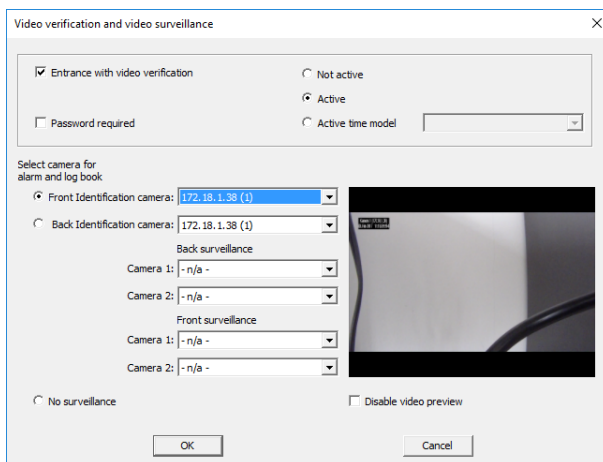 Video verification and video surveillance
Entrance with video verification
Not active
Active
Password required
Active time model
Select camera for
alarm and log book
Front Identification camera: 172.18.1.38 (1)
Back Identification camera: 172.18.1.38 (1)
Back surveillance
Camera 1: - n/a -
Camera 2: - n/a -
Front surveillance
Camera 1: - n/a -
Camera 2: - n/a -
No surveillance
Disable video preview
OK
Cancel